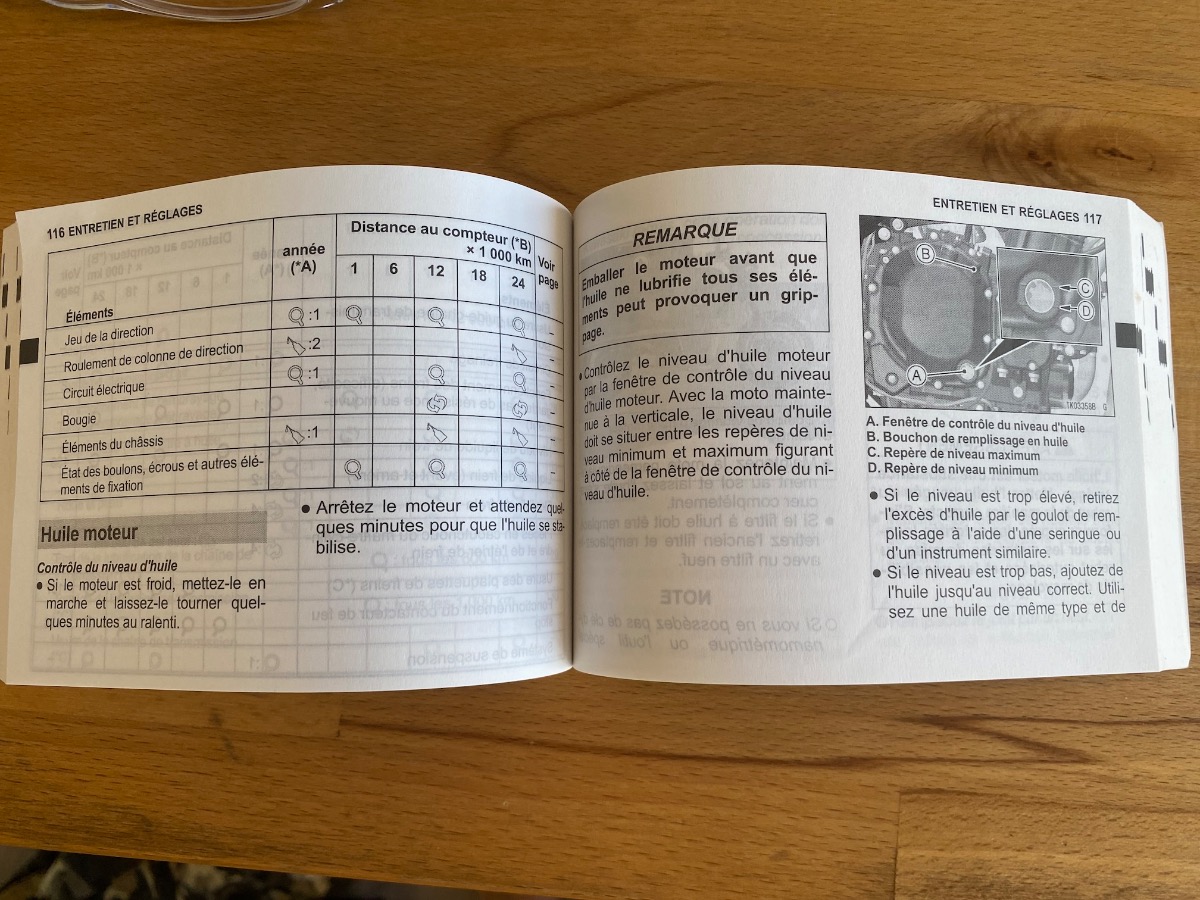 116 ENTRETIEN ET RÉGLAGES
Éléments
année
(*A)
Distance au compteur (*B)
× 1 000 km
Voir
page
1 6 12 18 24
Jeu de la direction :1 -
Roulement de colonne de direction :2 -
Circuit électrique :1 -
Bougie -
Éléments du châssis :1 -
État des boulons, écrous et autres élé-
ments de fixation -
Huile moteur
Contrôle du niveau d'huile
● Si le moteur est froid, mettez-le en
marche et laissez-le tourner quel-
ques minutes au ralenti.
● Arrêtez le moteur et attendez quel-
ques minutes pour que l'huile se sta-
bilise.
ENTRETIEN ET RÉGLAGES 117
REMARQUE
Emballer le moteur avant que
l'huile ne lubrifie tous ses élé-
ments peut provoquer un grip-
page.
● Contrôlez le niveau d'huile moteur
par la fenêtre de contrôle du niveau
d'huile moteur. Avec la moto mainte-
nue à la verticale, le niveau d'huile
doit se situer entre les repères de ni-
veau minimum et maximum figurant
à côté de la fenêtre de contrôle du ni-
veau d'huile.
B
C
D
A
TK03358B G
A. Fenêtre de contrôle du niveau d'huile
B. Bouchon de remplissage en huile
C. Repère de niveau maximum
D. Repère de niveau minimum
● Si le niveau est trop élevé, retirez
l'excès d'huile par le goulot de rem-
plissage à l'aide d'une seringue ou
d'un instrument similaire.
● Si le niveau est trop bas, ajoutez de
l'huile jusqu'au niveau correct. Utili-
sez une huile de même type et de